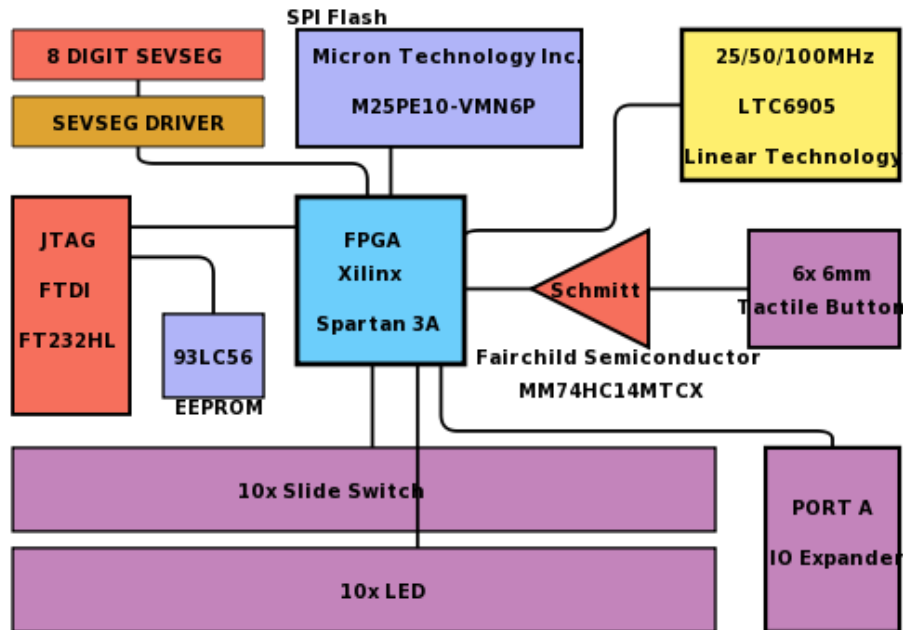 SPI Flash
8 DIGIT SEVSEG
SEVSEG DRIVER
Micron Technology Inc.
M25PE10-VMN6P
25/50/100MHz
LTC6905
Linear Technology
JTAG
FTDI
FT232HL
93LC56
EEPROM
FPGA
Xilinx
Spartan 3A
Schmitt
Fairchild Semiconductor
MM74HC14MTCX
6x 6mm
Tactile Button
10x Slide Switch
10x LED
PORT A
IO Expander